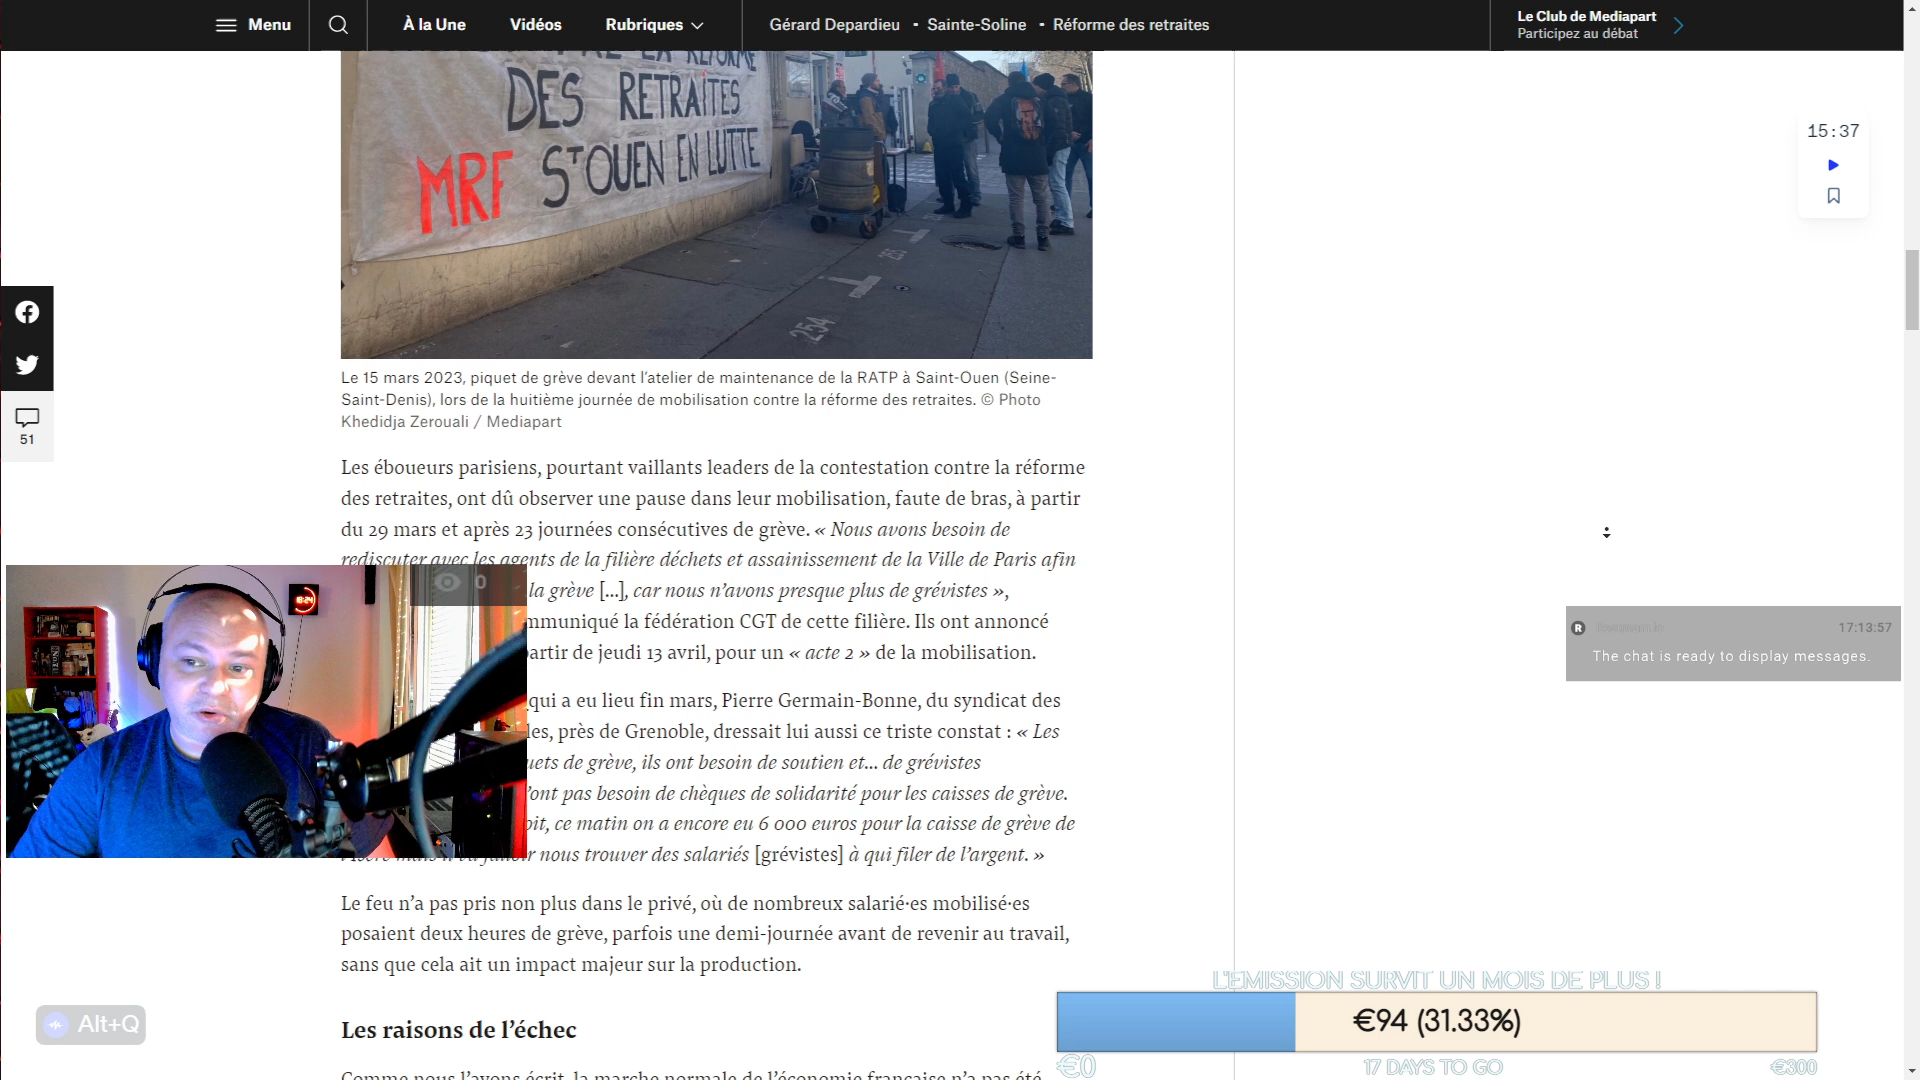 Menu
À la Une
Vidéos
Rubriques
Gérard Depardieu - Sainte-Soline - Réforme des retraites
Le Club de Mediapart
Participez au débat
DES RETRAITES
MRF ST OUEN EN LUTTE
254
15:37
51
Le 15 mars 2023, piquet de grève devant l’atelier de maintenance de la RATP à Saint-Ouen (Seine-
Saint-Denis), lors de la huitième journée de mobilisation contre la réforme des retraites. © Photo
Khedidja Zerouali / Mediapart
Les éboueurs parisiens, pourtant vaillants leaders de la contestation contre la réforme
des retraites, ont dû observer une pause dans leur mobilisation, faute de bras, à partir
du 29 mars et après 23 journées consécutives de grève. « Nous avons besoin de
rediscuter avec les agents de la filière déchets et assainissement de la Ville de Paris afin
la grève [...], car nous n’avons presque plus de grévistes »,
mmuniqué la fédération CGT de cette filière. Ils ont annoncé
artir de jeudi 13 avril, pour un « acte 2 » de la mobilisation.
0
18:24
R
17:13:57
The chat is ready to display messages.
qui a eu lieu fin mars, Pierre Germain-Bonne, du syndicat des
les, près de Grenoble, dressait lui aussi ce triste constat : « Les
uets de grève, ils ont besoin de soutien et... de grévistes
’ont pas besoin de chèques de solidarité pour les caisses de grève.
oit, ce matin on a encore eu 6 000 euros pour la caisse de grève de
nous trouver des salariés [grévistes] à qui filer de l’argent. »
Le feu n’a pas pris non plus dans le privé, où de nombreux salarié·es mobilisé·es
posaient deux heures de grève, parfois une demi-journée avant de revenir au travail,
sans que cela ait un impact majeur sur la production.
Les raisons de l’échec
Comme nous l’avons écrit, la marche normale de l’économie française n’a pas été
Alt+Q
L'EMISSION SURVIT UN MOIS DE PLUS !
€94 (31.33%)
€0
17 DAYS TO GO
€300